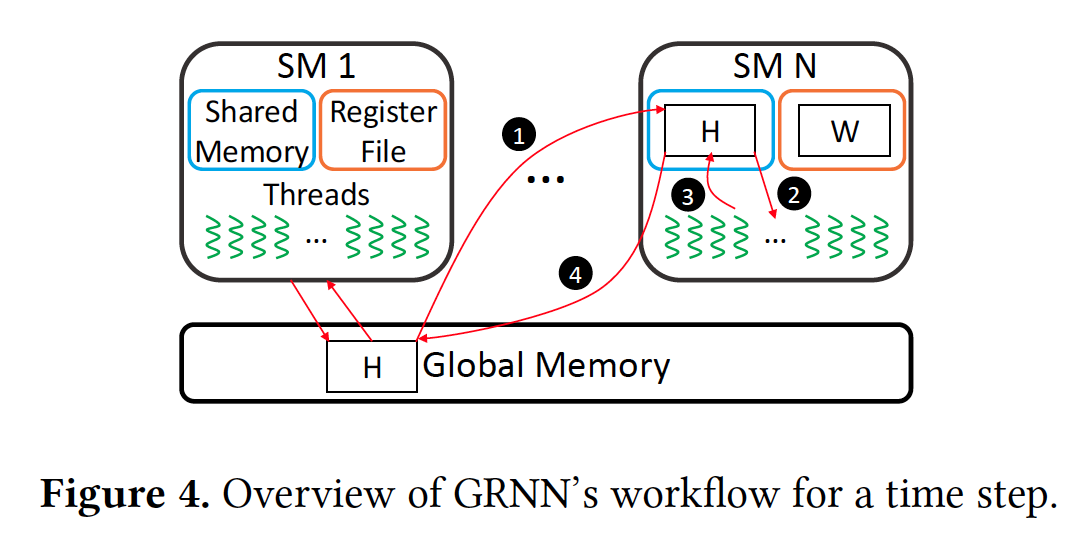 SM 1
SM N
Shared
Memory
Register
File
H
W
1
...
Threads
3
2
...
...
4
H
Global Memory
Figure 4. Overview of GRNN's workflow for a time step.